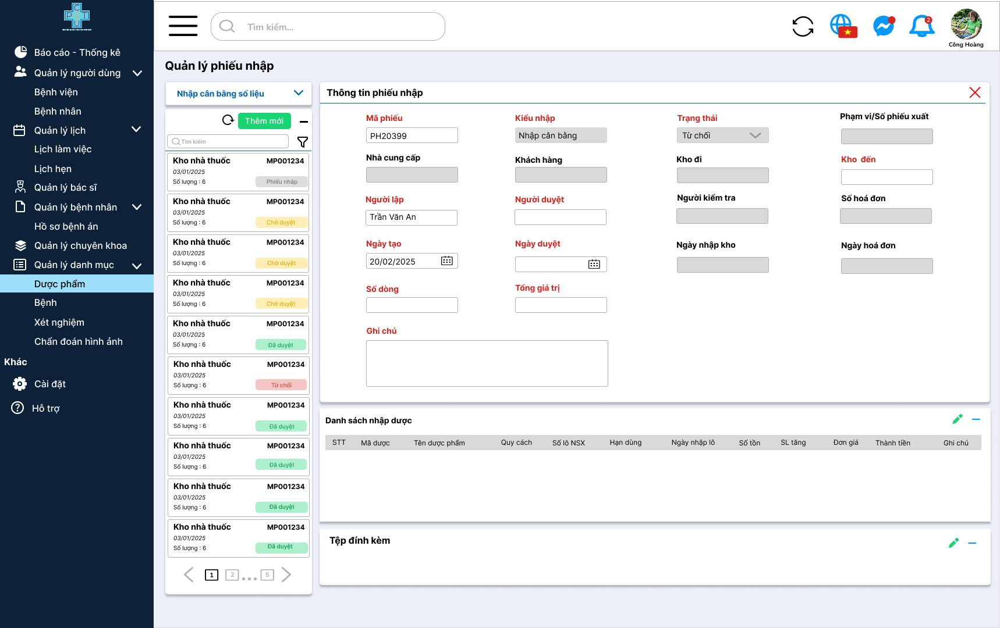 CTU
PCT
Báo cáo - Thống kê
Quản lý người dùng
Bệnh viện
Bệnh nhân
Quản lý lịch
Lịch làm việc
Lịch hẹn
Quản lý bác sĩ
Quản lý bệnh nhân
Hồ sơ bệnh án
Quản lý chuyên khoa
Quản lý danh mục
Dược phẩm
Bệnh
Xét nghiệm
Chẩn đoán hình ảnh
Khác
Cài đặt
Hỗ trợ
Tìm kiếm...
2
Công Hoàng
Quản lý phiếu nhập
Nhập cân bằng số liệu
Thêm mới
Tìm kiếm
Kho nhà thuốc MP001234
03/01/2025
Số lượng : 6 Phiếu nháp
Kho nhà thuốc MP001234
03/01/2025
Số lượng : 6 Chờ duyệt
Kho nhà thuốc MP001234
03/01/2025
Số lượng : 6 Chờ duyệt
Kho nhà thuốc MP001234
03/01/2025
Số lượng : 6 Chờ duyệt
Kho nhà thuốc MP001234
03/01/2025
Số lượng : 6 Đã duyệt
Kho nhà thuốc MP001234
03/01/2025
Số lượng : 6 Từ chối
Kho nhà thuốc MP001234
03/01/2025
Số lượng : 6 Đã duyệt
Kho nhà thuốc MP001234
03/01/2025
Số lượng : 6 Đã duyệt
Kho nhà thuốc MP001234
03/01/2025
Số lượng : 6 Đã duyệt
Kho nhà thuốc MP001234
03/01/2025
Số lượng : 6 Đã duyệt
1 2 ... 5
Thông tin phiếu nhập
Mã phiếu Kiểu nhập Trạng thái Phạm vi/Số phiếu xuất
PH20399 Nhập cân bằng Từ chối
Nhà cung cấp Khách hàng Kho đi Kho đến
Người lập Người duyệt Người kiểm tra Số hoá đơn
Trần Văn An
Ngày tạo Ngày duyệt Ngày nhập kho Ngày hoá đơn
20/02/2025
Số dòng Tổng giá trị
Ghi chú
Danh sách nhập dược
STT Mã dược Tên dược phẩm Quy cách Số lô NSX Hạn dùng Ngày nhập lô Số tồn SL tăng Đơn giá Thành tiền Ghi chú
Tệp đính kèm